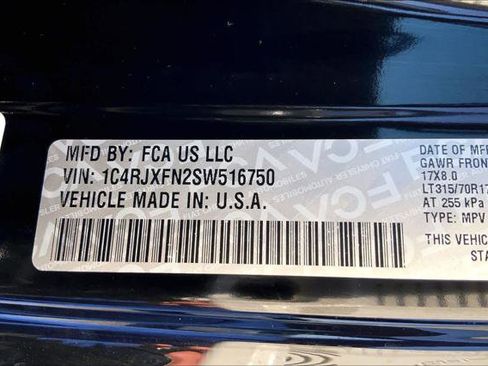 MFD BY: FCA US LLC
VIN: 1C4RJXFN2SW516750
VEHICLE MADE IN: U.S.A.
DATE OF MFR
GAWR FRONT
17X8.0
LT315/70R17
AT 255 kPa
TYPE: MPV
THIS VEHIC
STA